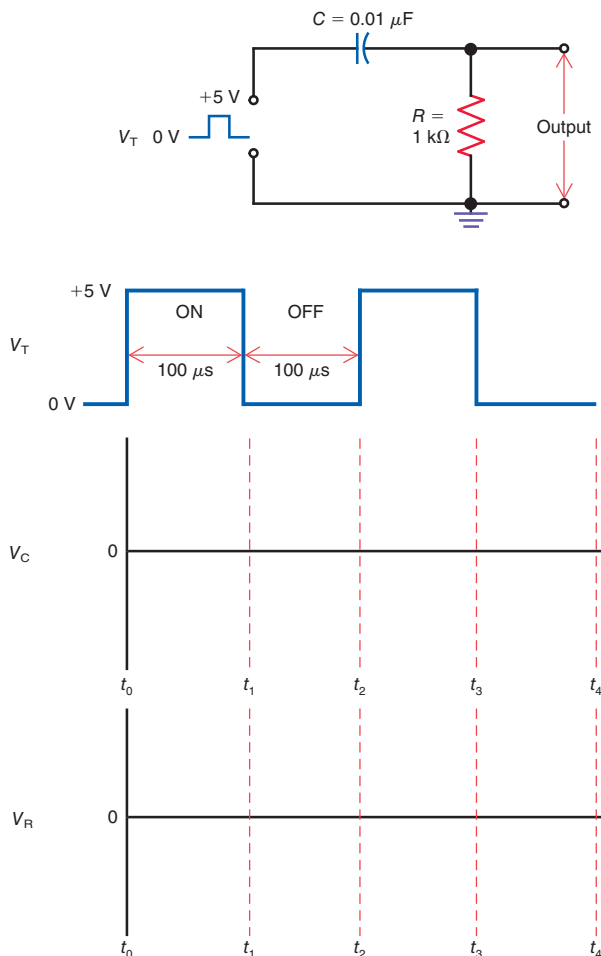 C = 0.01 μF
+5 V
V_T 0 V
R =
1 kΩ
Output
+5 V
ON
OFF
V_T
100 μs
100 μs
0 V
V_C
0
t_0
t_1
t_2
t_3
t_4
V_R
0
t_0
t_1
t_2
t_3
t_4